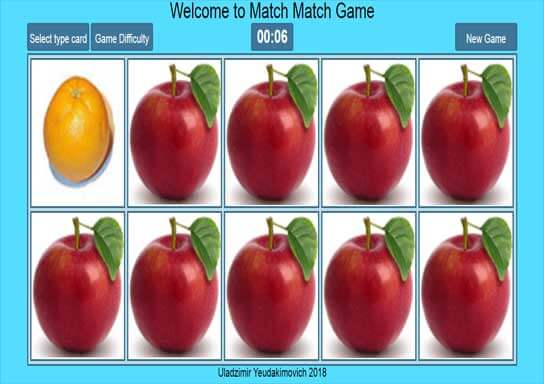 Welcome to Match Match Game
Select type card Game Difficulty 00:06 New Game
Uladzimir Yeudakimovich 2018